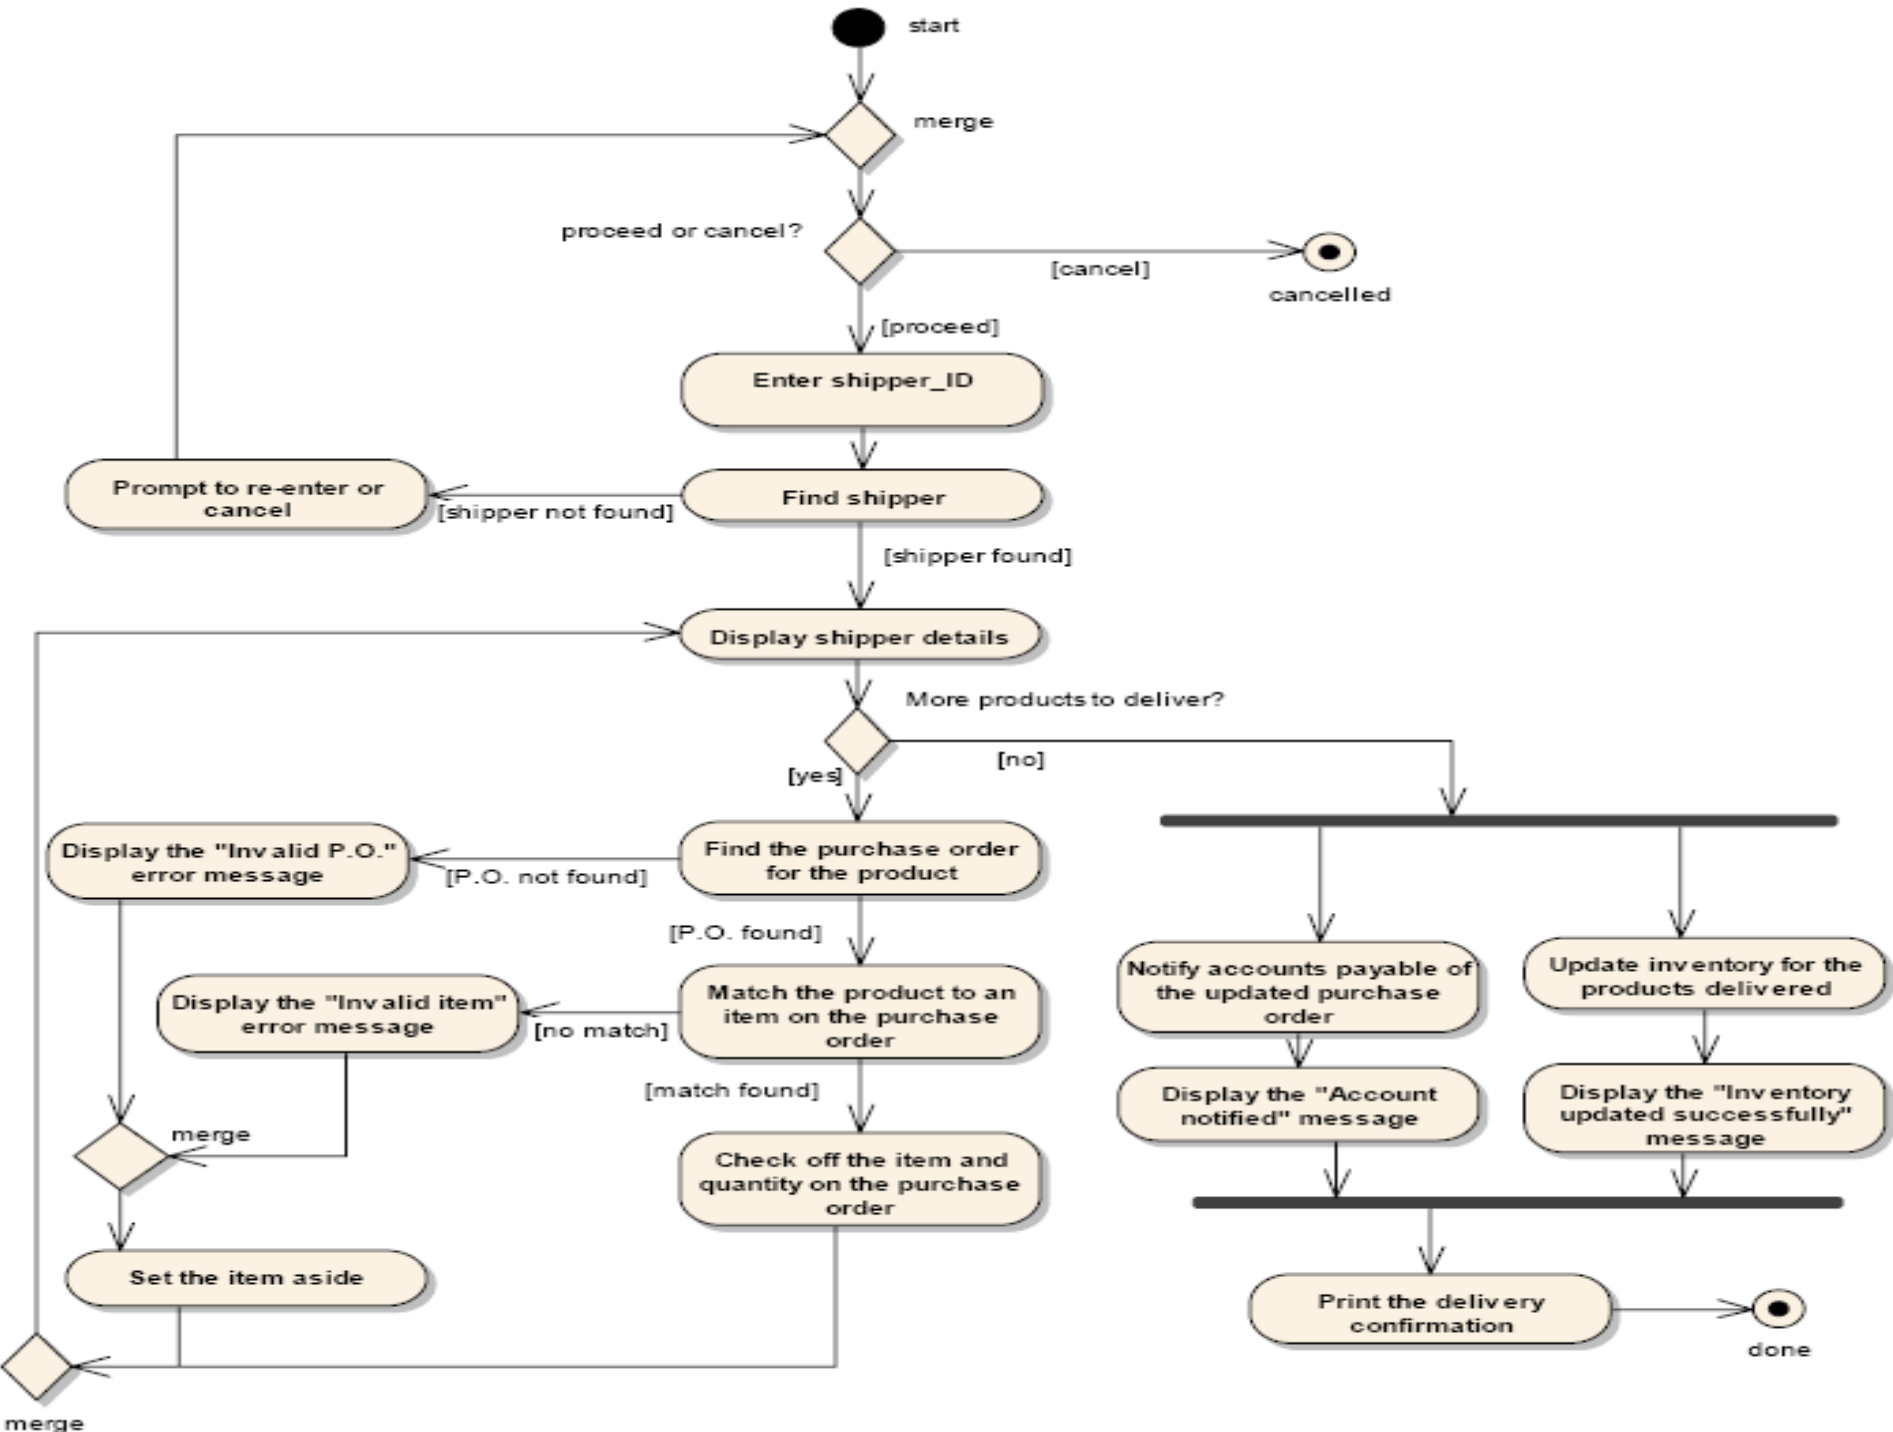 start
merge
proceed or cancel?
[cancel]
cancelled
[proceed]
Enter shipper_ID
Prompt to re-enter or
cancel
[shipper not found]
Find shipper
[shipper found]
Display shipper details
More products to deliver?
[no]
[yes]
Display the "Invalid P.O."
error message
[P.O. not found]
Find the purchase order
for the product
[P.O. found]
Display the "Invalid item"
error message
[no match]
Match the product to an
item on the purchase
order
[match found]
merge
Check off the item and
quantity on the purchase
order
Set the item aside
merge
Notify accounts payable of
the updated purchase
order
Update inventory for the
products delivered
Display the "Account
notified" message
Display the "Inventory
updated successfully"
message
Print the delivery
confirmation
done